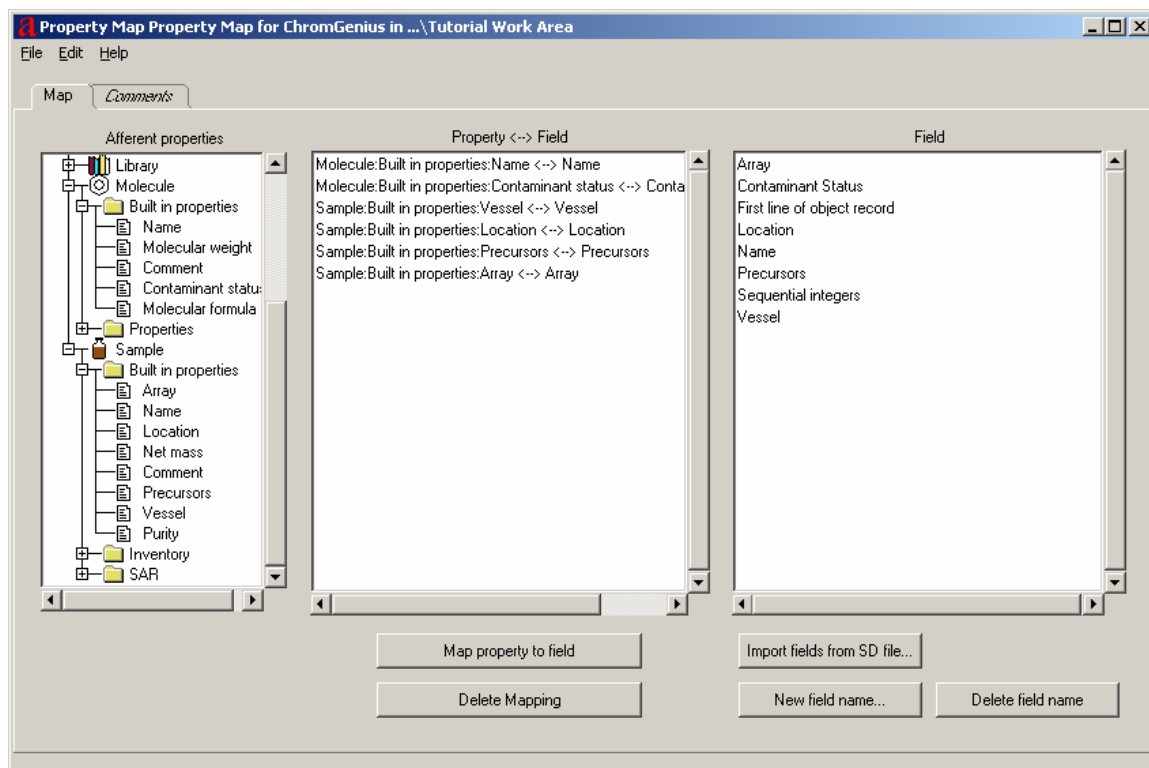 Property Map Property Map for ChromGenius in ...\Tutorial Work Area
File Edit Help
Map Comments
Afferent properties
Library
Molecule
Built in properties
Name
Molecular weight
Comment
Contaminant status
Molecular formula
Properties
Sample
Built in properties
Array
Name
Location
Net mass
Comment
Precursors
Vessel
Purity
Inventory
SAR
Property <--> Field
Molecule:Built in properties:Name <--> Name
Molecule:Built in properties:Contaminant status <--> Conta
Sample:Built in properties:Vessel <--> Vessel
Sample:Built in properties:Location <--> Location
Sample:Built in properties:Precursors <--> Precursors
Sample:Built in properties:Array <--> Array
Map property to field
Delete Mapping
Field
Array
Contaminant Status
First line of object record
Location
Name
Precursors
Sequential integers
Vessel
Import fields from SD file...
New field name... Delete field name